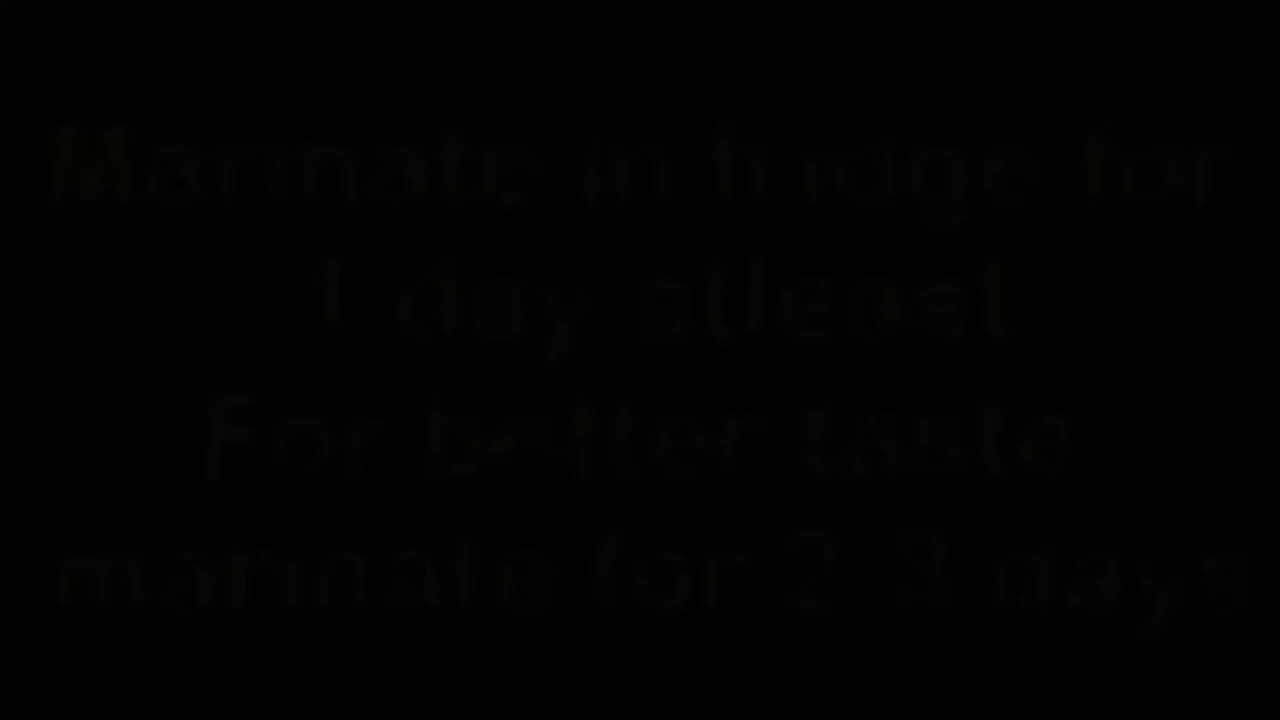 Marinate in fridge for
1 day atleast
For better taste
marinate for 2-3 days